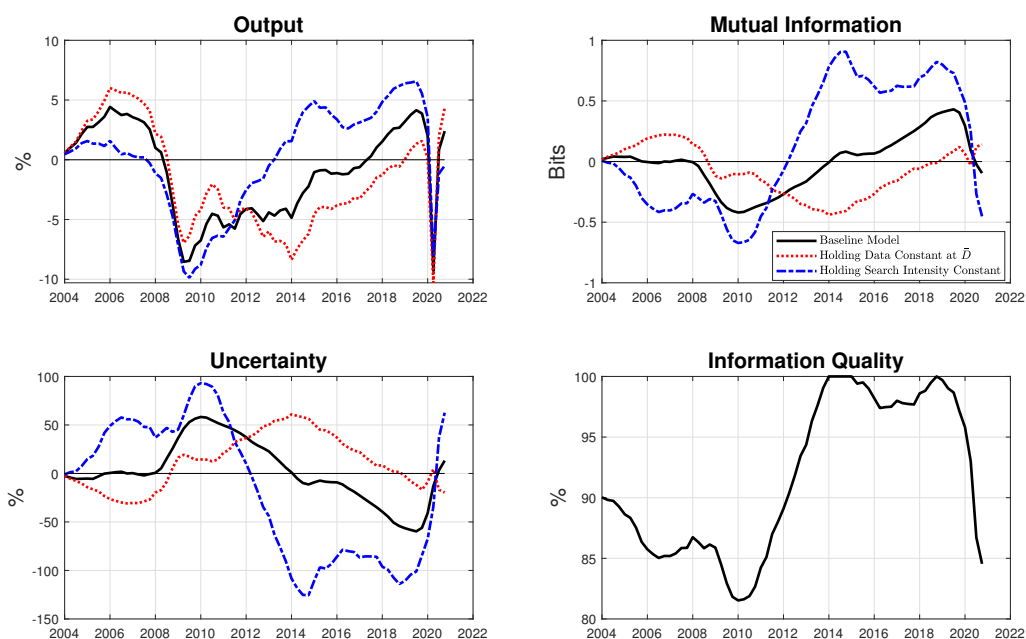 Output
10
5
0
-5
-10
%
2004 2006 2008 2010 2012 2014 2016 2018 2020 2022
Mutual Information
1
0.5
0
-0.5
-1
Bits
2004 2006 2008 2010 2012 2014 2016 2018 2020 2022
Baseline Model
Holding Data Constant at D̄
Holding Search Intensity Constant
Uncertainty
100
50
0
-50
-100
-150
%
2004 2006 2008 2010 2012 2014 2016 2018 2020 2022
Information Quality
100
95
90
85
80
%
2004 2006 2008 2010 2012 2014 2016 2018 2020 2022